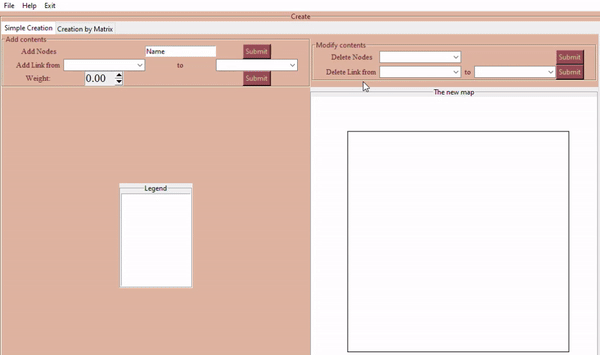 File Help Exit
Create
Simple Creation Creation by Matrix
Add contents
Add Nodes Name Submit
Add Link from to
Weight: 0.00 Submit
Modify contents
Delete Nodes Submit
Delete Link from to Submit
The new map
Legend